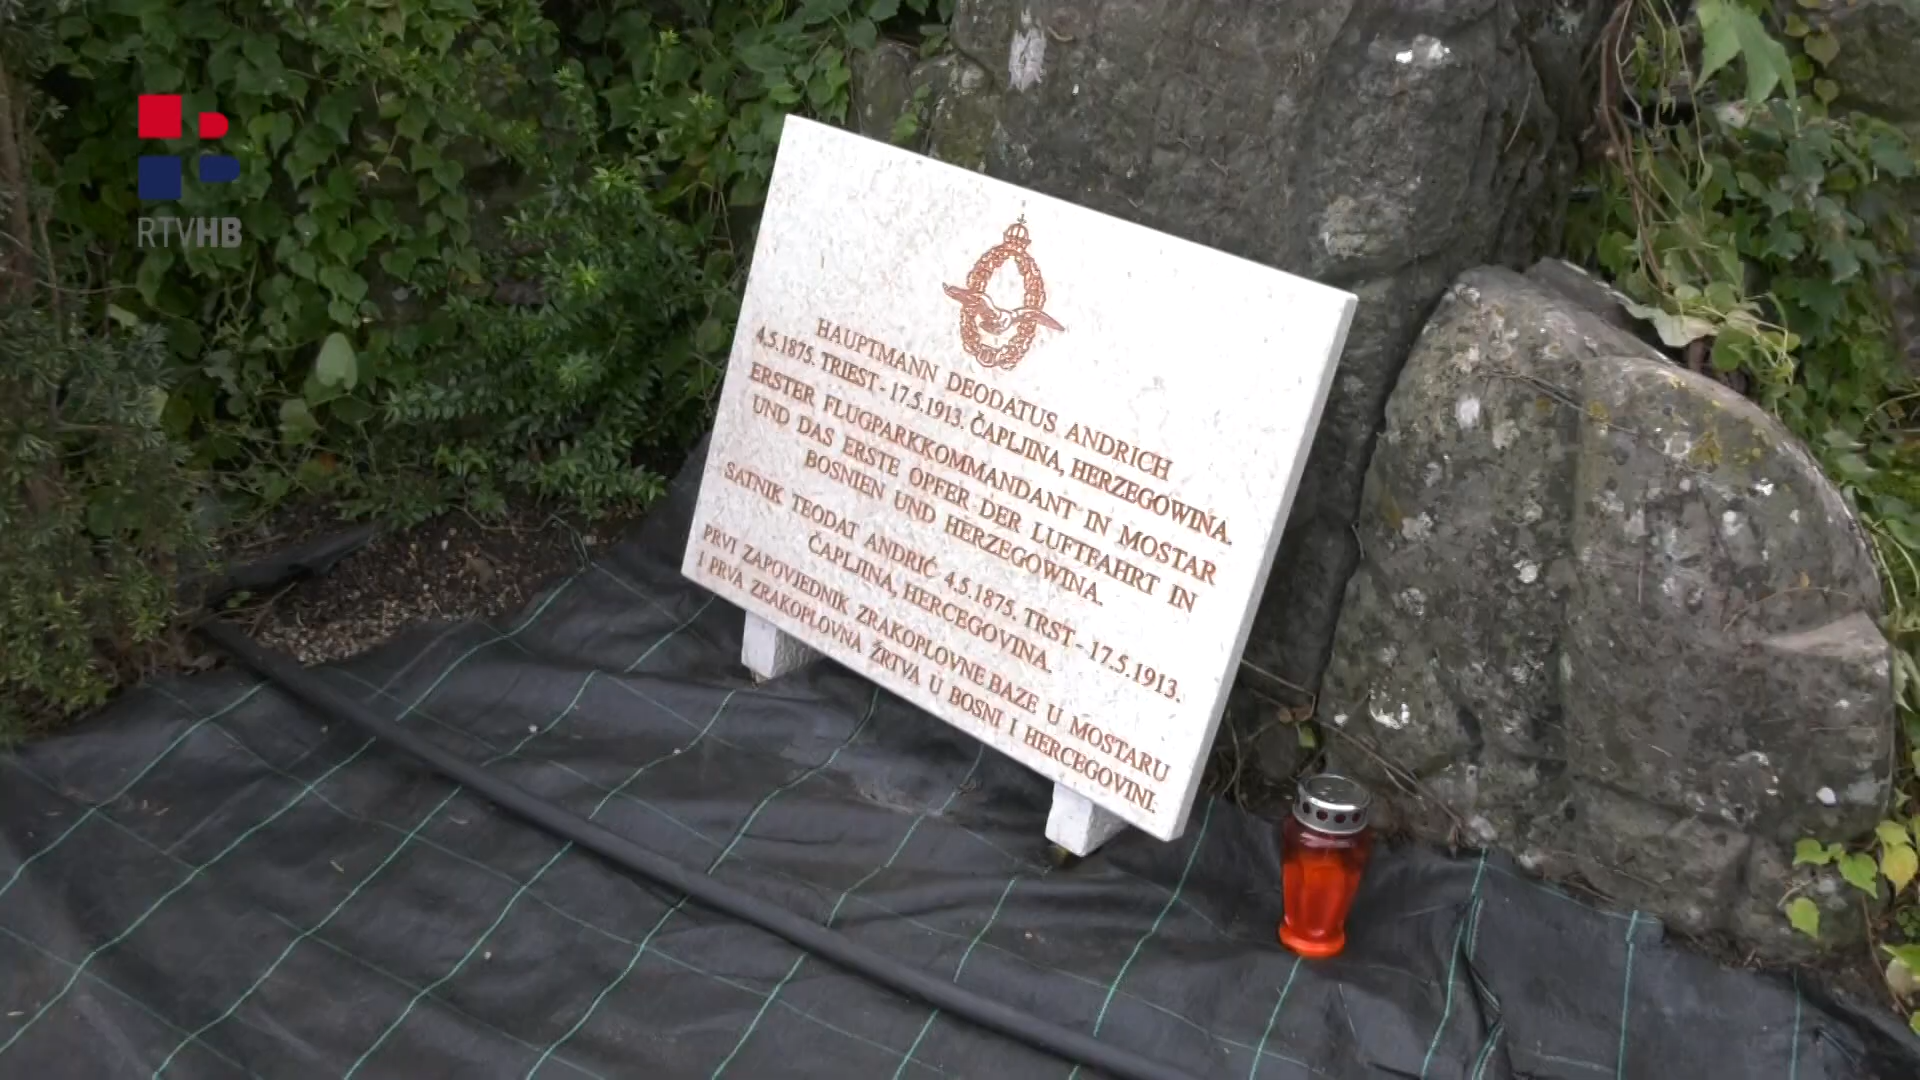 RTVHB
HAUPTMANN DEODATUS ANDRICH
4.5.1875. TRIEST - 17.5.1913. ČAPLJINA, HERZEGOWINA.
ERSTER FLUGPARKKOMMANDANT IN MOSTAR
UND DAS ERSTE OPFER DER LUFTFAHRT IN
BOSNIEN UND HERZEGOWINA.
SATNIK TEODAT ANDRIĆ 4.5.1875. TRST - 17.5.1913.
ČAPLJINA, HERCEGOVINA.
PRVI ZAPOVJEDNIK ZRAKOPLOVNE BAZE U MOSTARU
I PRVA ZRAKOPLOVNA ŽRTVA U BOSNI I HERCEGOVINI.